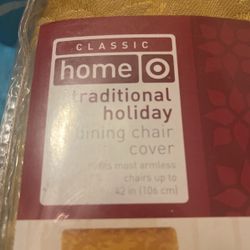 CLASSIC
home
traditional
holiday
dining chair
cover
fits most armless
chairs up to
42 in (106 cm)